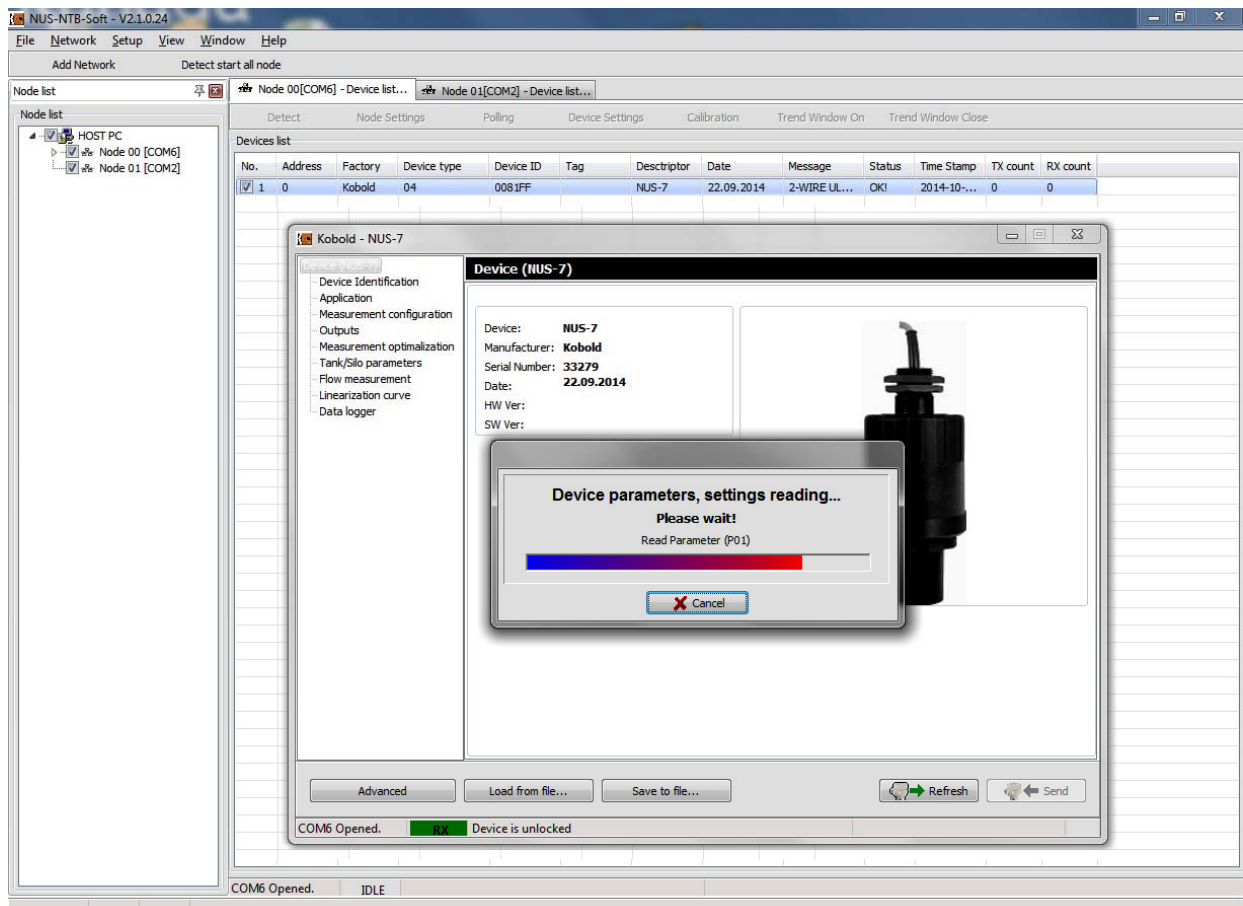 NUS-NTB-Soft - V2.1.0.24
File Network Setup View Window Help
Add Network Detect start all node
Node list
Node list
HOST PC
Node 00 [COM6]
Node 01 [COM2]
Node 00[COM6] - Device list... Node 01[COM2] - Device list...
Detect Node Settings Polling Device Settings Calibration Trend Window On Trend Window Close
Devices list
No. Address Factory Device type Device ID Tag Desctriptor Date Message Status Time Stamp TX count RX count
1 0 Kobold 04 0081FF NUS-7 22.09.2014 2-WIRE UL... OK! 2014-10-... 0 0
Kobold - NUS-7
Device (NUS-7)
Device Identification
Application
Measurement configuration
Outputs
Measurement optimalization
Tank/Silo parameters
Flow measurement
Linearization curve
Data logger
Device (NUS-7)
Device: NUS-7
Manufacturer: Kobold
Serial Number: 33279
Date: 22.09.2014
HW Ver:
SW Ver:
Device parameters, settings reading...
Please wait!
Read Parameter (P01)
Cancel
Advanced Load from file... Save to file... Refresh Send
COM6 Opened. RX Device is unlocked
COM6 Opened. IDLE